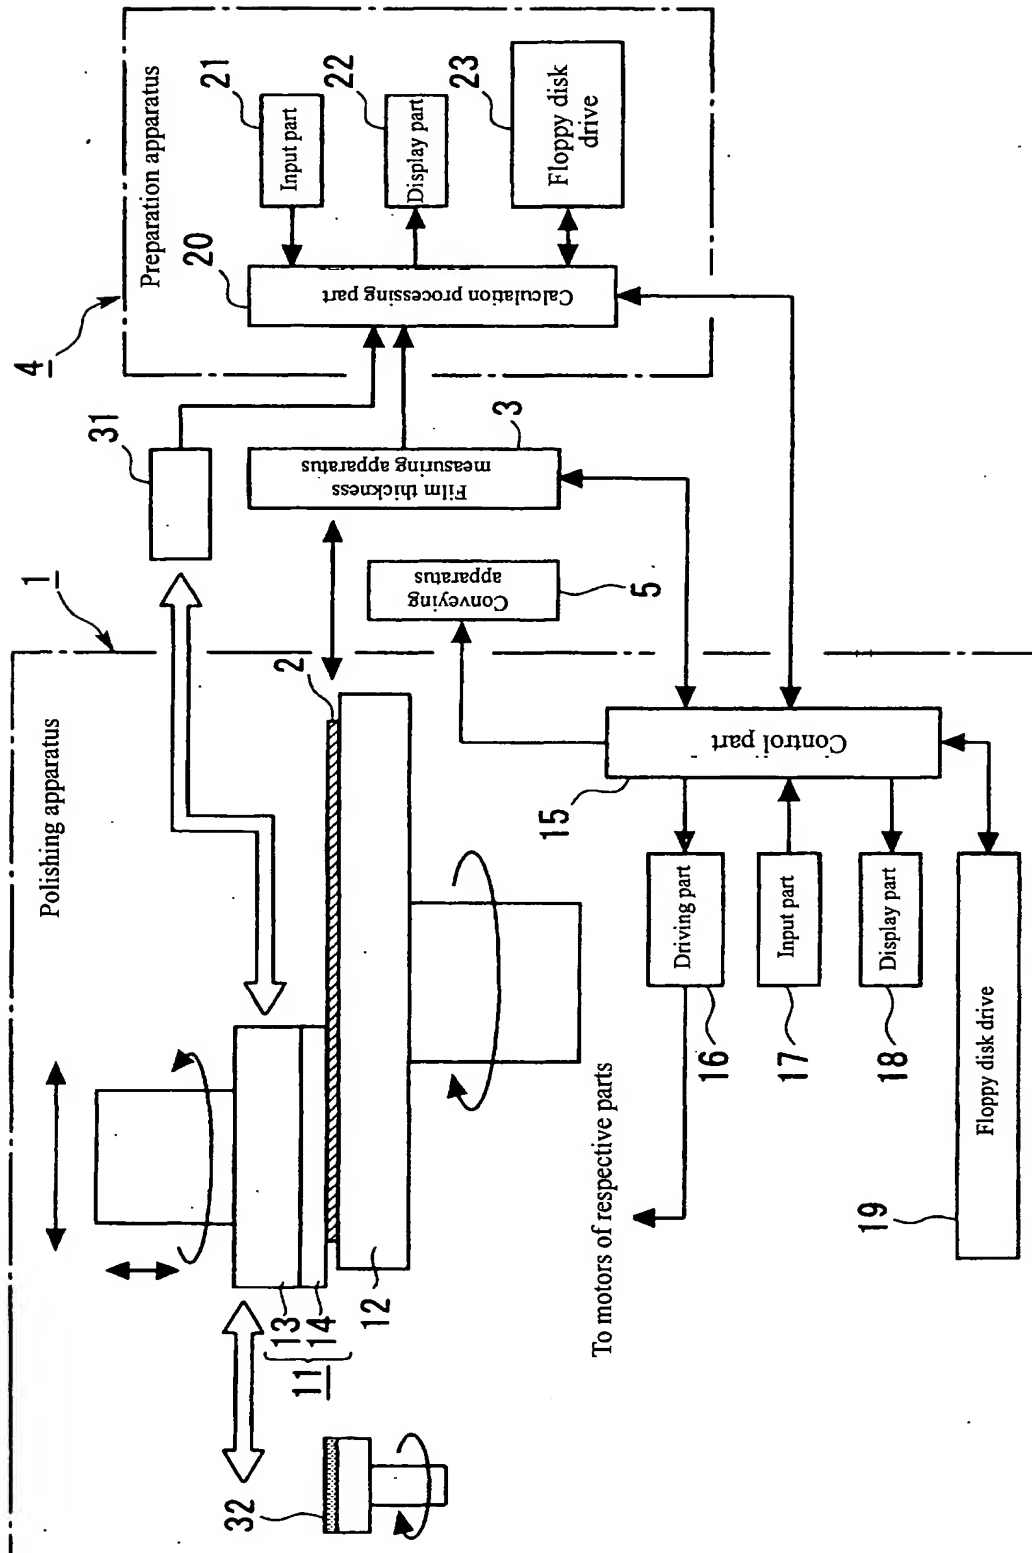 Polishing apparatus
1
32
13
14
11
12
2
31
Film thickness
measuring apparatus
3
Conveying
apparatus
5
4
Preparation apparatus
20
Calculation processing part
Input part
21
Display part
22
Floppy disk
drive
23
Control part
15
Driving part
16
Input part
17
Display part
18
Floppy disk drive
19
To motors of respective parts